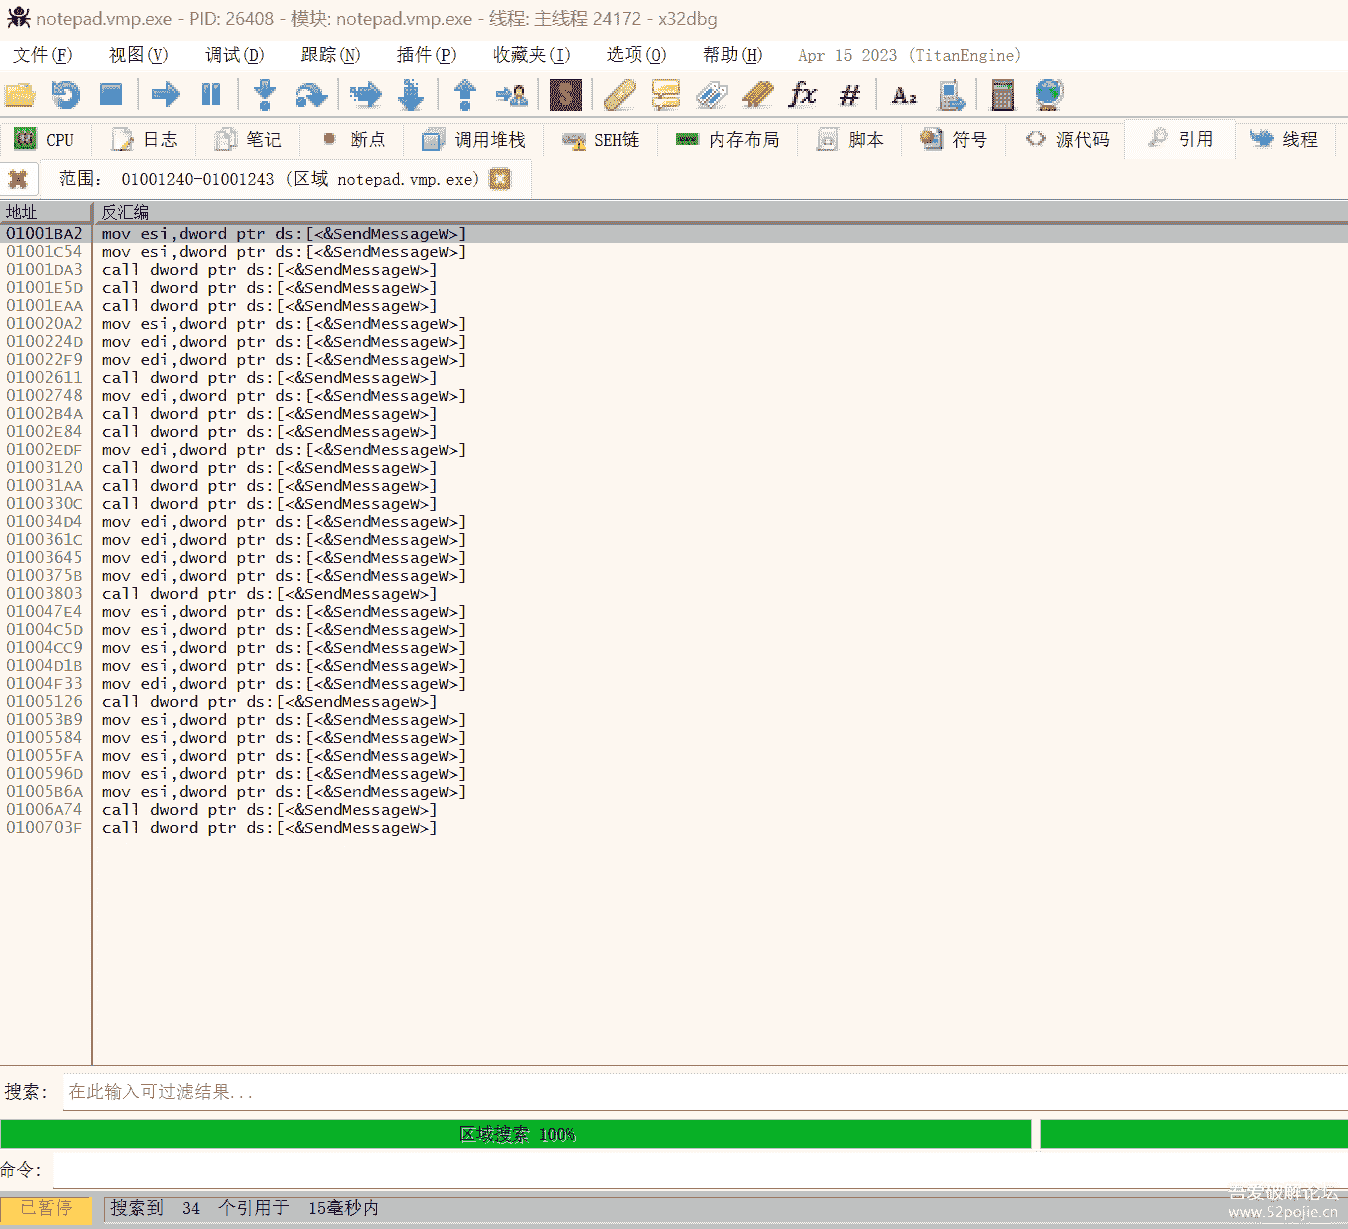 notepad.vmp.exe - PID: 26408 - 模块: notepad.vmp.exe - 线程: 主线程 24172 - x32dbg
文件(F) 视图(V) 调试(D) 跟踪(N) 插件(P) 收藏夹(I) 选项(O) 帮助(H) Apr 15 2023 (TitanEngine)
CPU 日志 笔记 断点 调用堆栈 SEH链 内存布局 脚本 符号 源代码 引用 线程
范围: 01001240-01001243 (区域 notepad.vmp.exe)
地址 反汇编
01001BA2 mov esi,dword ptr ds:[<&SendMessageW>]
01001C54 mov esi,dword ptr ds:[<&SendMessageW>]
01001DA3 call dword ptr ds:[<&SendMessageW>]
01001E5D call dword ptr ds:[<&SendMessageW>]
01001EAA call dword ptr ds:[<&SendMessageW>]
010020A2 mov esi,dword ptr ds:[<&SendMessageW>]
0100224D mov edi,dword ptr ds:[<&SendMessageW>]
010022F9 mov edi,dword ptr ds:[<&SendMessageW>]
01002611 call dword ptr ds:[<&SendMessageW>]
01002748 mov edi,dword ptr ds:[<&SendMessageW>]
01002B4A call dword ptr ds:[<&SendMessageW>]
01002E84 call dword ptr ds:[<&SendMessageW>]
01002EDF mov edi,dword ptr ds:[<&SendMessageW>]
01003120 call dword ptr ds:[<&SendMessageW>]
010031AA call dword ptr ds:[<&SendMessageW>]
0100330C call dword ptr ds:[<&SendMessageW>]
010034D4 mov edi,dword ptr ds:[<&SendMessageW>]
0100361C mov edi,dword ptr ds:[<&SendMessageW>]
01003645 mov edi,dword ptr ds:[<&SendMessageW>]
0100375B mov edi,dword ptr ds:[<&SendMessageW>]
01003803 call dword ptr ds:[<&SendMessageW>]
010047E4 mov esi,dword ptr ds:[<&SendMessageW>]
01004C5D mov esi,dword ptr ds:[<&SendMessageW>]
01004CC9 mov esi,dword ptr ds:[<&SendMessageW>]
01004D1B mov esi,dword ptr ds:[<&SendMessageW>]
01004F33 mov edi,dword ptr ds:[<&SendMessageW>]
01005126 call dword ptr ds:[<&SendMessageW>]
010053B9 mov esi,dword ptr ds:[<&SendMessageW>]
01005584 mov esi,dword ptr ds:[<&SendMessageW>]
010055FA mov esi,dword ptr ds:[<&SendMessageW>]
0100596D mov esi,dword ptr ds:[<&SendMessageW>]
01005B6A mov esi,dword ptr ds:[<&SendMessageW>]
01006A74 call dword ptr ds:[<&SendMessageW>]
0100703F call dword ptr ds:[<&SendMessageW>]
搜索: 在此输入可过滤结果...
区域搜索 100%
命令:
已暂停 搜索到 34 个引用于 15毫秒内
吾爱破解论坛
www.52pojie.cn